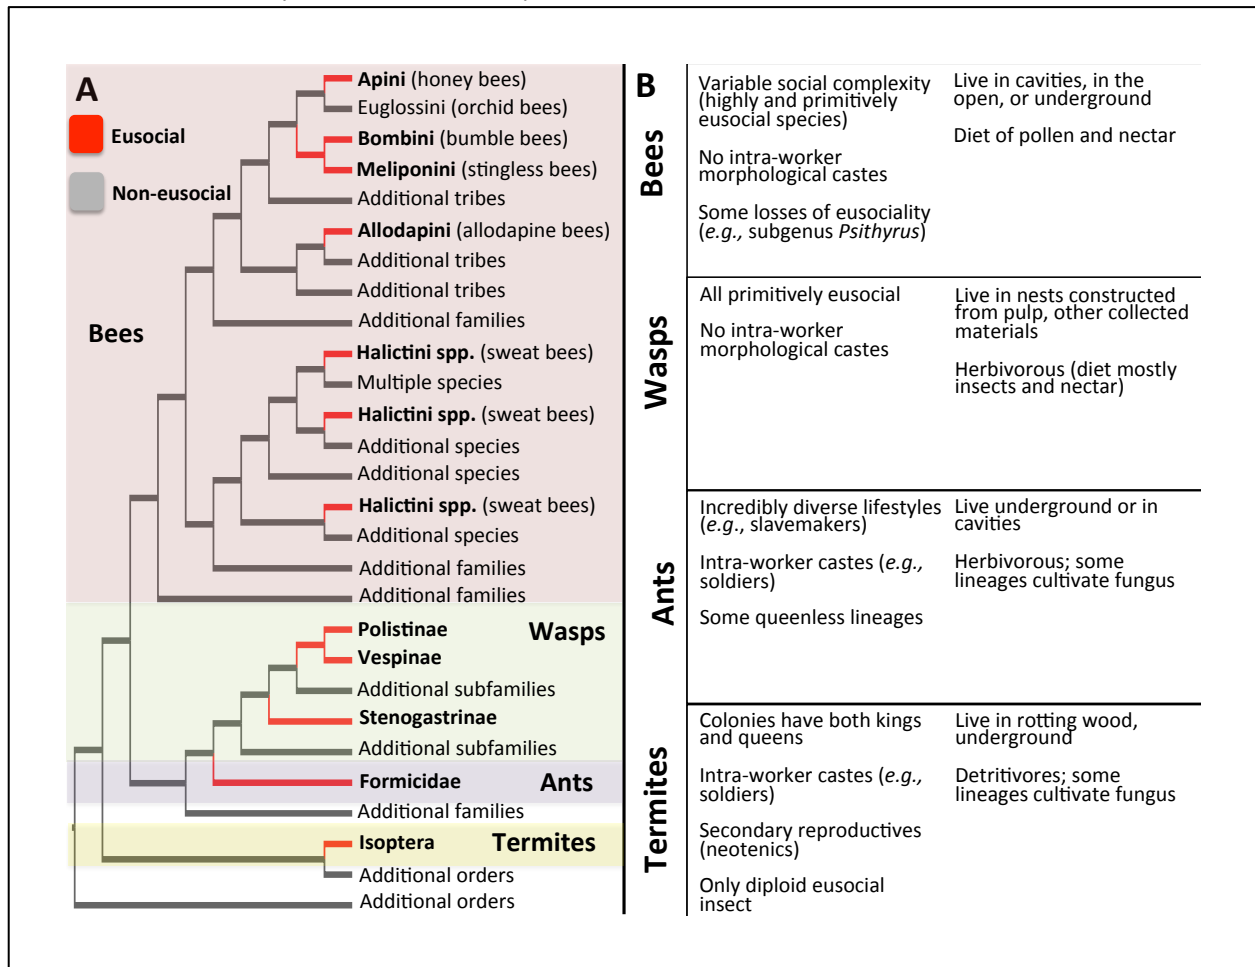 A
Eusocial
Non-eusocial
Bees
Apini (honey bees)
Euglossini (orchid bees)
Bombini (bumble bees)
Meliponini (stingless bees)
Additional tribes
Allodapini (allodapine bees)
Additional tribes
Additional tribes
Additional families
Halictini spp. (sweat bees)
Multiple species
Halictini spp. (sweat bees)
Additional species
Additional species
Halictini spp. (sweat bees)
Additional species
Additional families
Additional families
Polistinae
Wasps
Vespinae
Additional subfamilies
Stenogastrinae
Additional subfamilies
Formicidae
Ants
Additional families
Isoptera
Termites
Additional orders
Additional orders
B
Bees
Variable social complexity
(highly and primitively
eusocial species)
No intra-worker
morphological castes
Some losses of eusociality
(e.g., subgenus Psithyrus)
Live in cavities, in the
open, or underground
Diet of pollen and nectar
Wasps
All primitively eusocial
No intra-worker
morphological castes
Live in nests constructed
from pulp, other collected
materials
Herbivorous (diet mostly
insects and nectar)
Ants
Incredibly diverse lifestyles
(e.g., slavemakers)
Intra-worker castes (e.g.,
soldiers)
Some queenless lineages
Live underground or in
cavities
Herbivorous; some
lineages cultivate fungus
Termites
Colonies have both kings
and queens
Intra-worker castes (e.g.,
soldiers)
Secondary reproductives
(neotenics)
Only diploid eusocial
insect
Live in rotting wood,
underground
Detritivores; some
lineages cultivate fungus